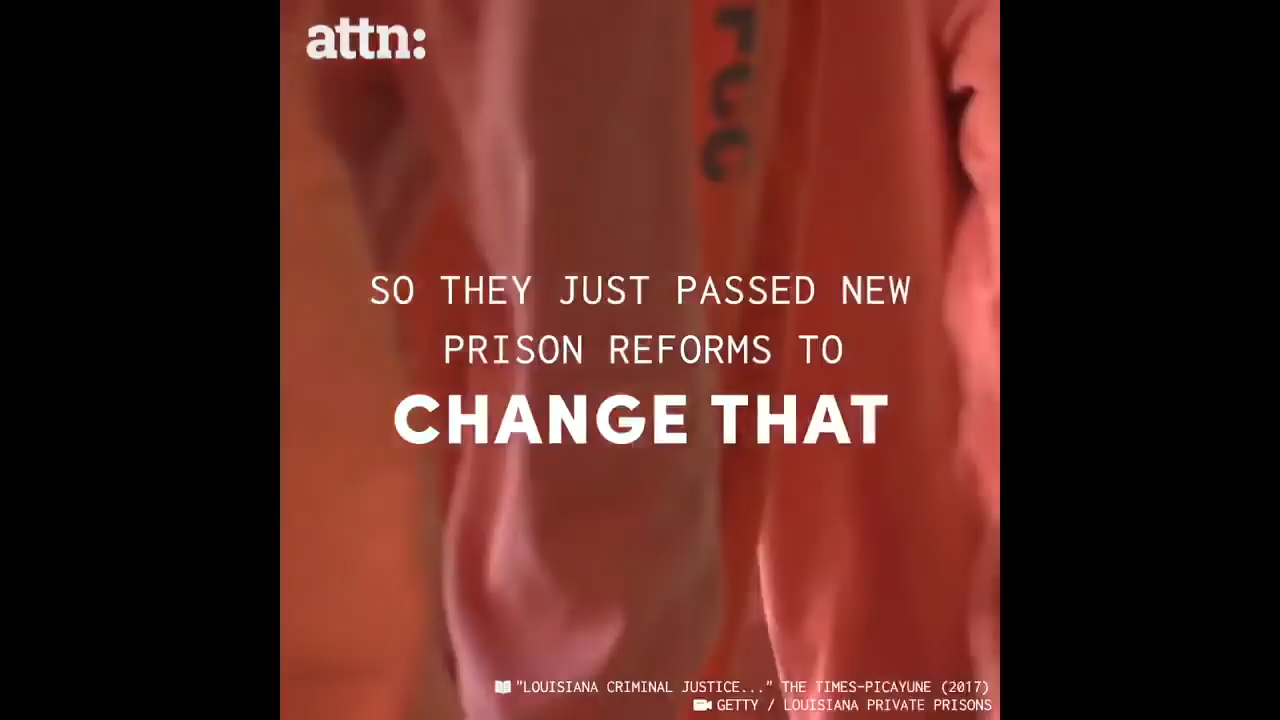 attn:
PCC
SO THEY JUST PASSED NEW
PRISON REFORMS TO
CHANGE THAT
"LOUISIANA CRIMINAL JUSTICE..." THE TIMES-PICAYUNE (2017)
GETTY / LOUISIANA PRIVATE PRISONS